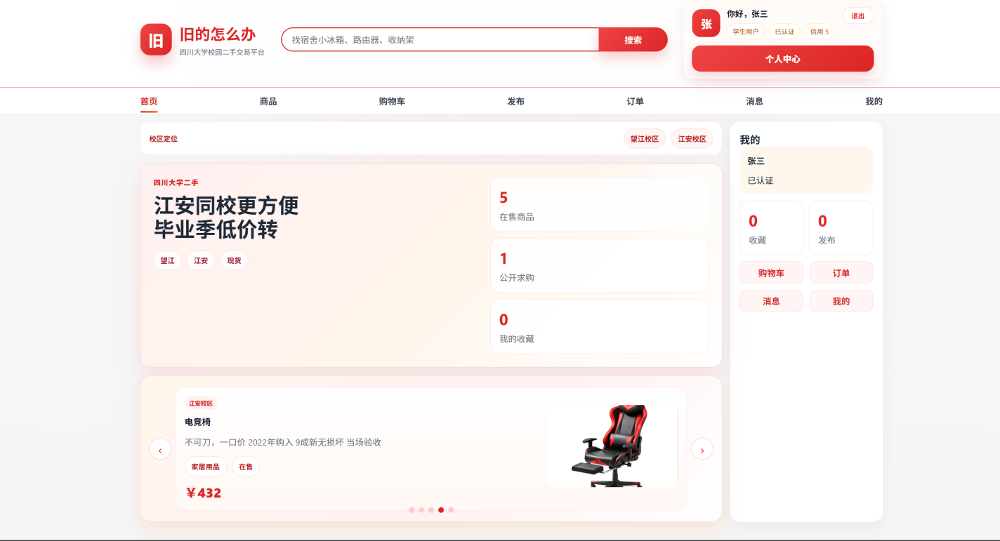 旧
旧的怎么办
四川大学校园二手交易平台
找宿舍小冰箱、路由器、收纳架
搜索
张
你好，张三
退出
学生用户
已认证
信用 5
个人中心
首页
商品
购物车
发布
订单
消息
我的
校区定位
望江校区
江安校区
四川大学二手
江安同校更方便
毕业季低价转
望江
江安
现货
5
在售商品
1
公开求购
0
我的收藏
江安校区
电竞椅
不可刀，一口价 2022年购入 9成新无损坏 当场验收
家居用品
在售
￥432
‹
›
我的
张三
已认证
0
收藏
0
发布
购物车
订单
消息
我的